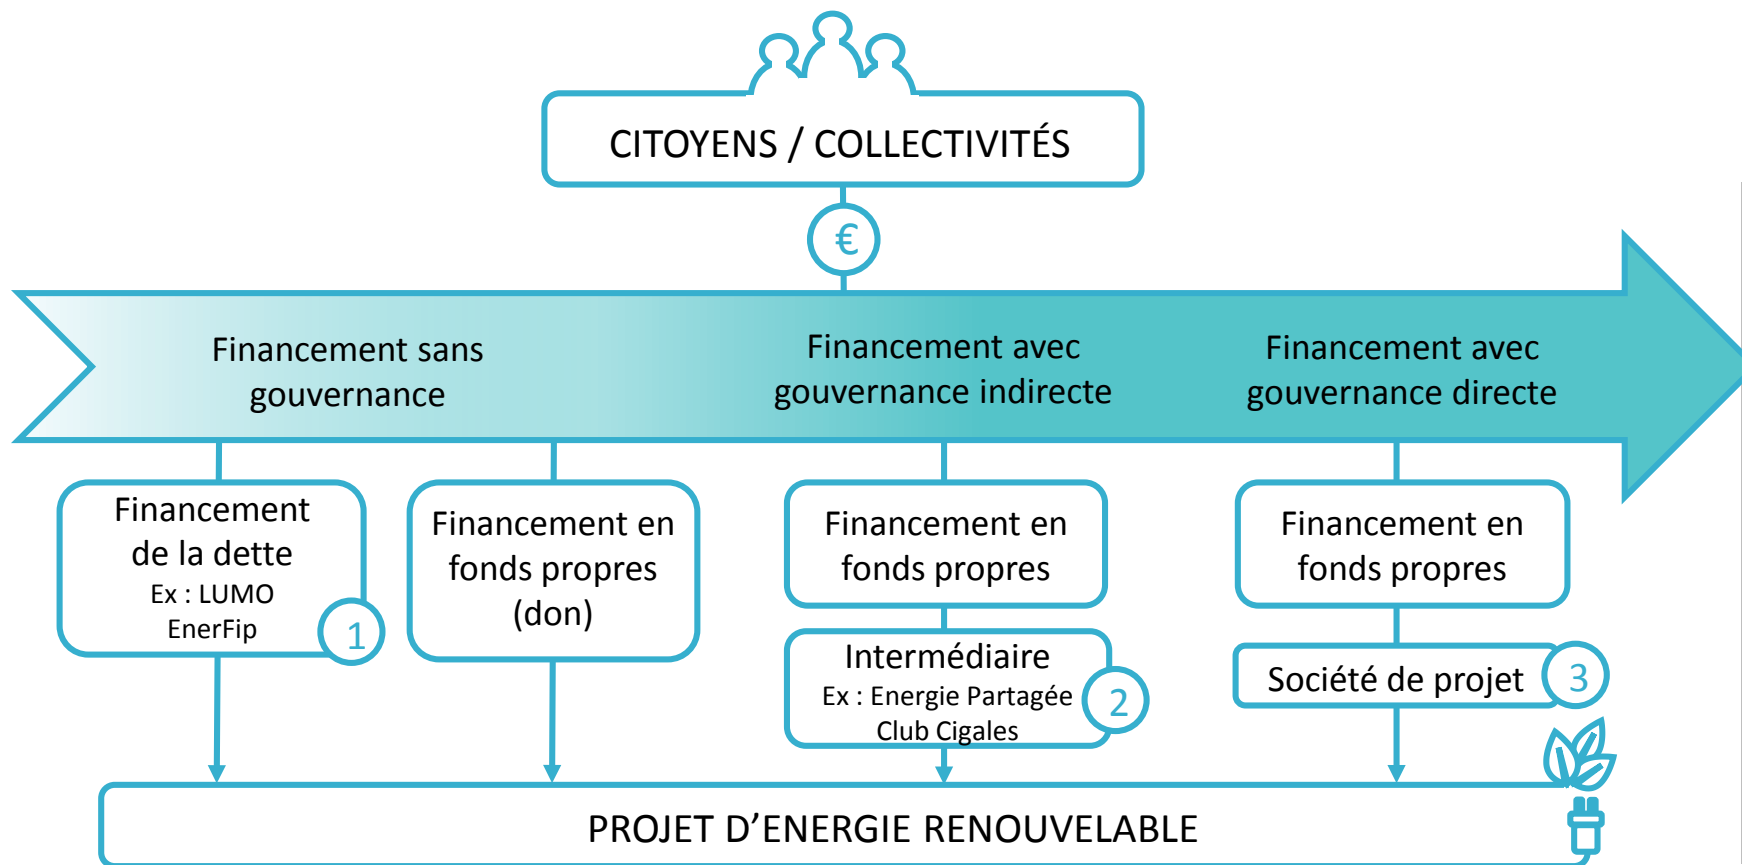 CITOYENS / COLLECTIVITÉS
€
Financement sans
gouvernance
Financement avec
gouvernance indirecte
Financement avec
gouvernance directe
Financement
de la dette
Ex : LUMO
EnerFip
1
Financement en
fonds propres
(don)
Financement en
fonds propres
Intermédiaire
Ex : Energie Partagée
Club Cigales
2
Financement en
fonds propres
Société de projet
3
PROJET D’ENERGIE RENOUVELABLE